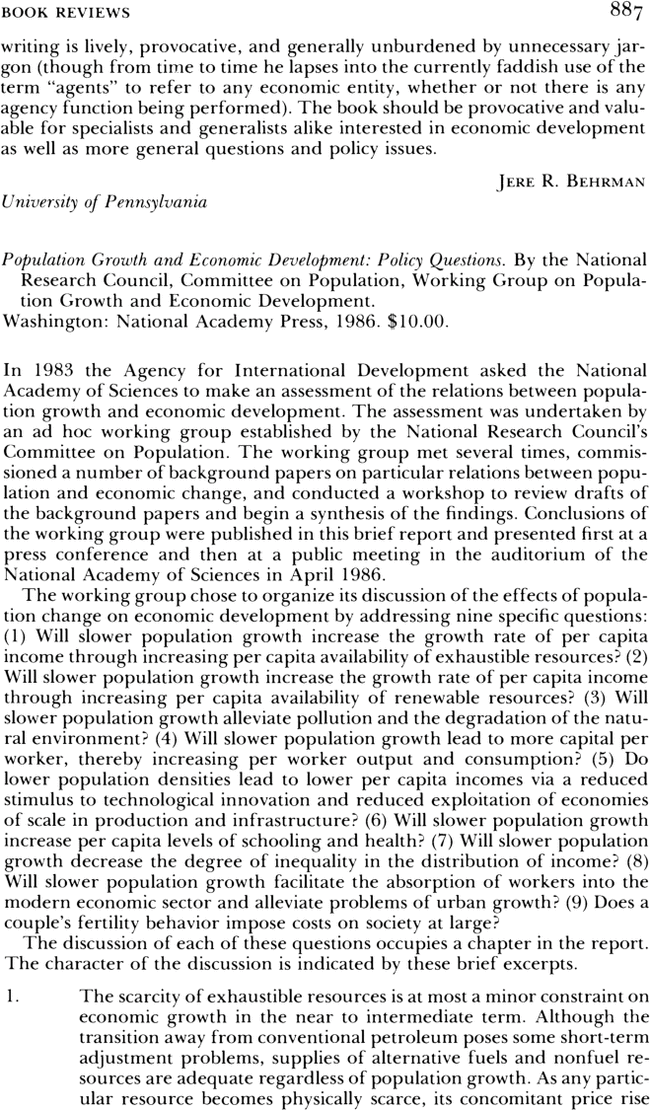 BOOK REVIEWS 887
writing is lively, provocative, and generally unburdened by unnecessary jar-
gon (though from time to time he lapses into the currently faddish use of the
term “agents” to refer to any economic entity, whether or not there is any
agency function being performed). The book should be provocative and valu-
able for specialists and generalists alike interested in economic development
as well as more general questions and policy issues.
JERE R. BEHRMAN
University of Pennsylvania
Population Growth and Economic Development: Policy Questions. By the National
Research Council, Committee on Population, Working Group on Popula-
tion Growth and Economic Development.
Washington: National Academy Press, 1986. $10.00.
In 1983 the Agency for International Development asked the National
Academy of Sciences to make an assessment of the relations between popula-
tion growth and economic development. The assessment was undertaken by
an ad hoc working group established by the National Research Council’s
Committee on Population. The working group met several times, commis-
sioned a number of background papers on particular relations between popu-
lation and economic change, and conducted a workshop to review drafts of
the background papers and begin a synthesis of the findings. Conclusions of
the working group were published in this brief report and presented first at a
press conference and then at a public meeting in the auditorium of the
National Academy of Sciences in April 1986.
The working group chose to organize its discussion of the effects of popula-
tion change on economic development by addressing nine specific questions:
(1) Will slower population growth increase the growth rate of per capita
income through increasing per capita availability of exhaustible resources? (2)
Will slower population growth increase the growth rate of per capita income
through increasing per capita availability of renewable resources? (3) Will
slower population growth alleviate pollution and the degradation of the natu-
ral environment? (4) Will slower population growth lead to more capital per
worker, thereby increasing per worker output and consumption? (5) Do
lower population densities lead to lower per capita incomes via a reduced
stimulus to technological innovation and reduced exploitation of economies
of scale in production and infrastructure? (6) Will slower population growth
increase per capita levels of schooling and health? (7) Will slower population
growth decrease the degree of inequality in the distribution of income? (8)
Will slower population growth facilitate the absorption of workers into the
modern economic sector and alleviate problems of urban growth? (9) Does a
couple’s fertility behavior impose costs on society at large?
The discussion of each of these questions occupies a chapter in the report.
The character of the discussion is indicated by these brief excerpts.
1. The scarcity of exhaustible resources is at most a minor constraint on
economic growth in the near to intermediate term. Although the
transition away from conventional petroleum poses some short-term
adjustment problems, supplies of alternative fuels and nonfuel re-
sources are adequate regardless of population growth. As any partic-
ular resource becomes physically scarce, its concomitant price rise